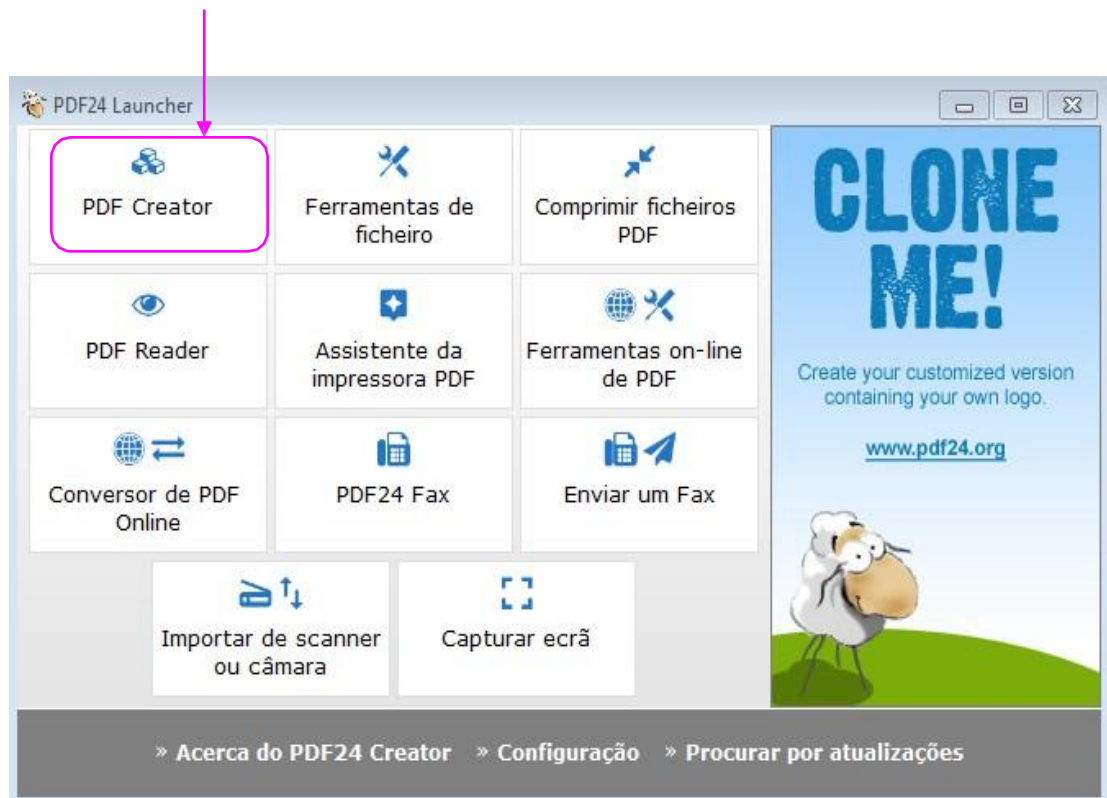 PDF24 Launcher
PDF Creator
Ferramentas de
ficheiro
Comprimir ficheiros
PDF
PDF Reader
Assistente da
impressora PDF
Ferramentas on-line
de PDF
Conversor de PDF
Online
PDF24 Fax
Enviar um Fax
Importar de scanner
ou câmara
Capturar ecrã
CLONE
ME!
Create your customized version
containing your own logo.
www.pdf24.org
» Acerca do PDF24 Creator » Configuração » Procurar por atualizações